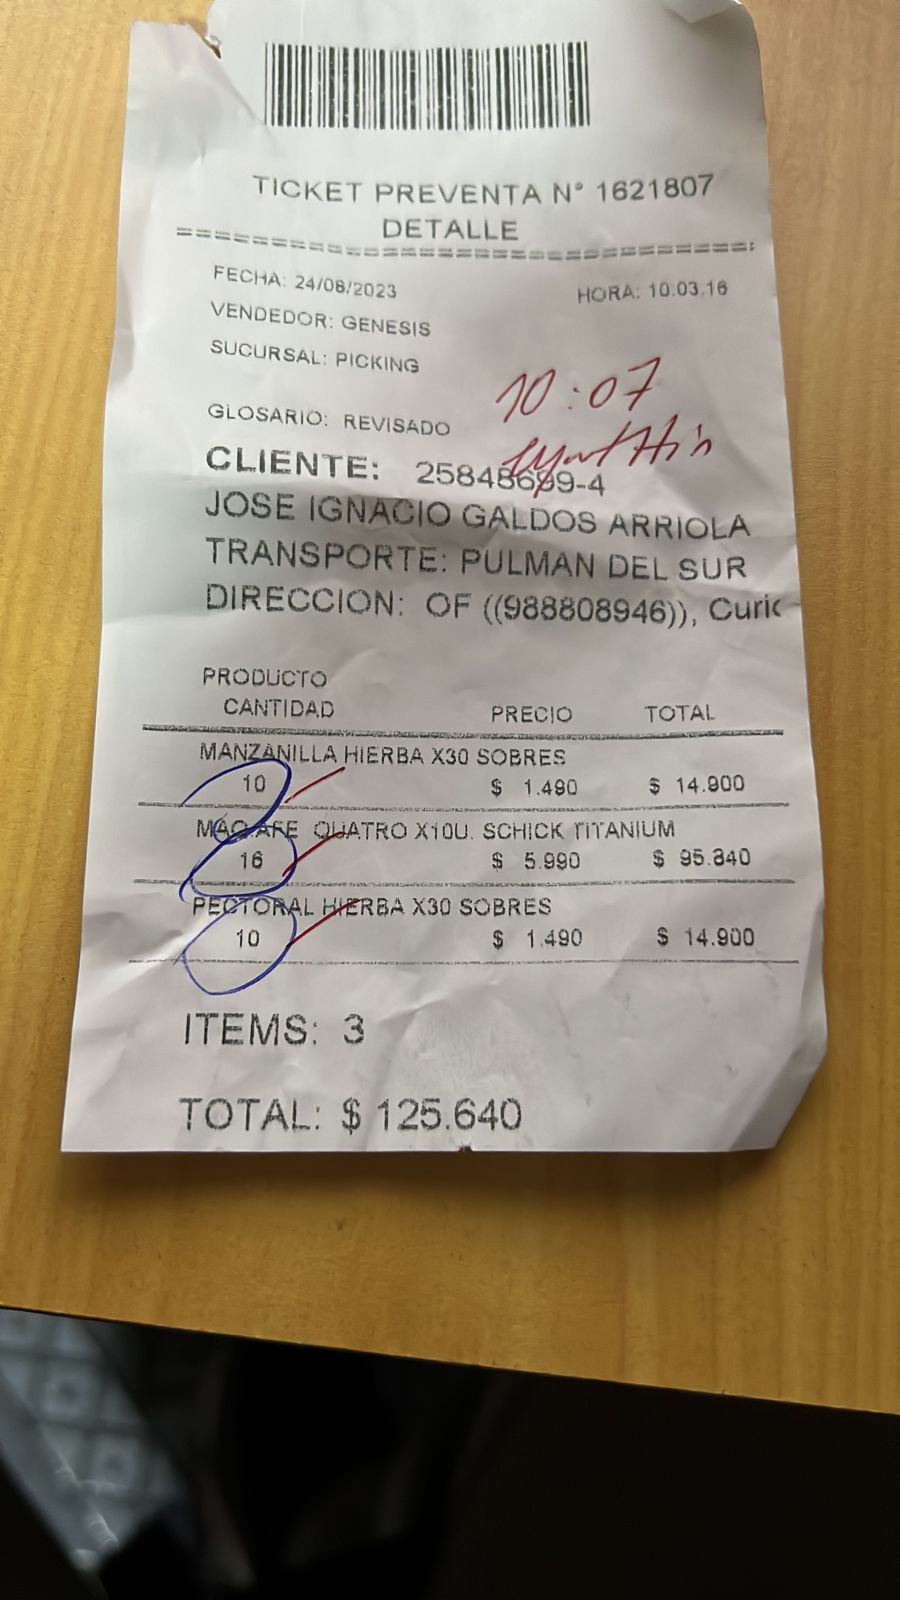 TICKET PREVENTA N° 1621807
DETALLE
FECHA: 24/08/2023 HORA: 10.03.16
VENDEDOR: GENESIS
SUCURSAL: PICKING
10:07
GLOSARIO: REVISADO
CLIENTE: 25848699-4
JOSE IGNACIO GALDOS ARRIOLA
TRANSPORTE: PULMAN DEL SUR
DIRECCION: OF ((988808946)), Curic
PRODUCTO
CANTIDAD PRECIO TOTAL
MANZANILLA HIERBA X30 SOBRES
10 $ 1.490 $ 14.900
MAQ.AFE QUATRO X10U. SCHICK TITANIUM
16 $ 5.990 $ 95.840
PECTORAL HIERBA X30 SOBRES
10 $ 1.490 $ 14.900
ITEMS: 3
TOTAL: $ 125.640